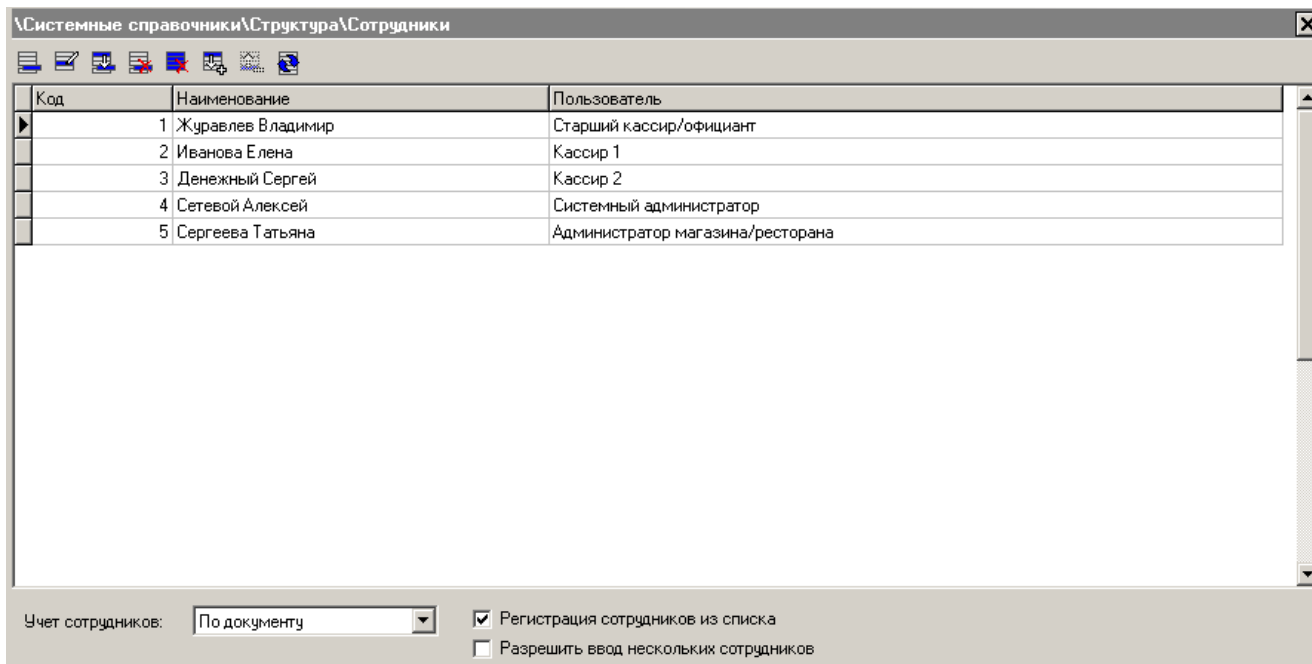 \Системные справочники\Структура\Сотрудники
Код Наименование Пользователь
1 Журавлев Владимир Старший кассир/официант
2 Иванова Елена Кассир 1
3 Денежный Сергей Кассир 2
4 Сетевой Алексей Системный администратор
5 Сергеева Татьяна Администратор магазина/ресторана
Учет сотрудников: По документу Регистрация сотрудников из списка
Разрешить ввод нескольких сотрудников